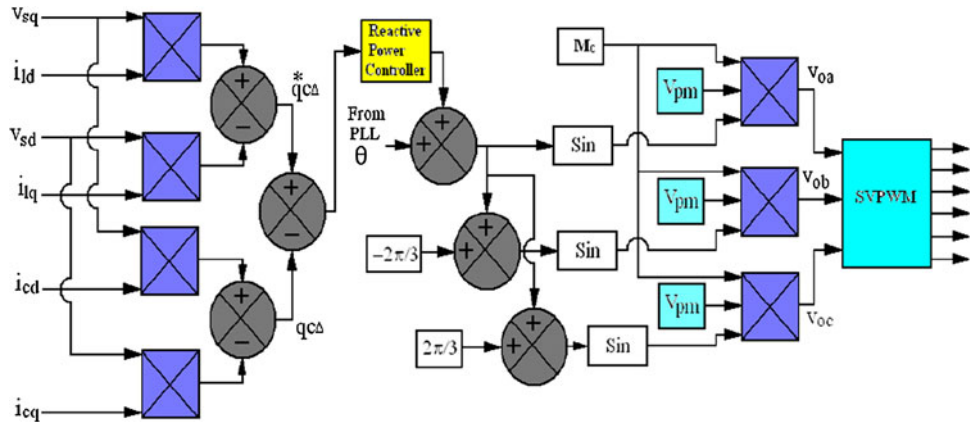 vsq
ild
vsd
ilq
icd
icq
+
−
+
−
*
qcΔ
qcΔ
+
−
Reactive
Power
Controller
From
PLL
θ
+
+
−2π/3
+
+
2π/3
+
+
Sin
Sin
Sin
Mc
Vpm
Vpm
Vpm
voa
vob
voc
SVPWM